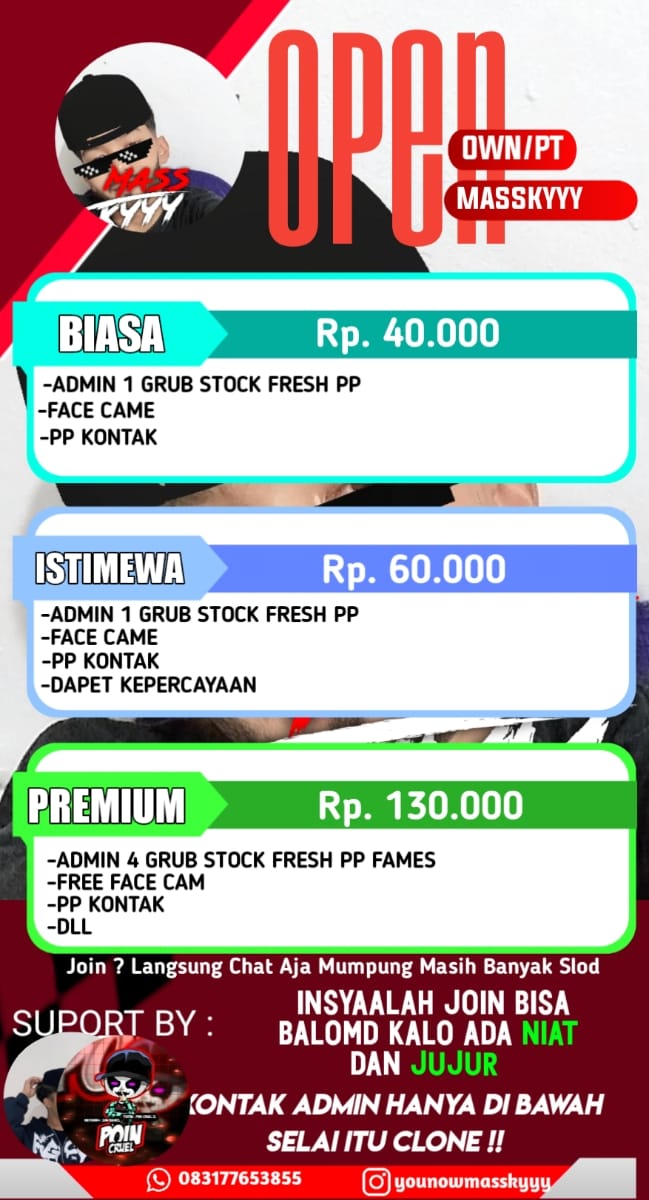 OPEN
OWN/PT
MASSKYYY
MASS
KYYY
BIASA
Rp. 40.000
-ADMIN 1 GRUB STOCK FRESH PP
-FACE CAME
-PP KONTAK
ISTIMEWA
Rp. 60.000
-ADMIN 1 GRUB STOCK FRESH PP
-FACE CAME
-PP KONTAK
-DAPET KEPERCAYAAN
PREMIUM
Rp. 130.000
-ADMIN 4 GRUB STOCK FRESH PP FAMES
-FREE FACE CAM
-PP KONTAK
-DLL
Join ? Langsung Chat Aja Mumpung Masih Banyak Slod
SUPORT BY :
INSYAALAH JOIN BISA
BALOMD KALO ADA NIAT
DAN JUJUR
POIN
CRUEL
KONTAK ADMIN HANYA DI BAWAH
SELAI ITU CLONE !!
083177653855
younowmasskyyy